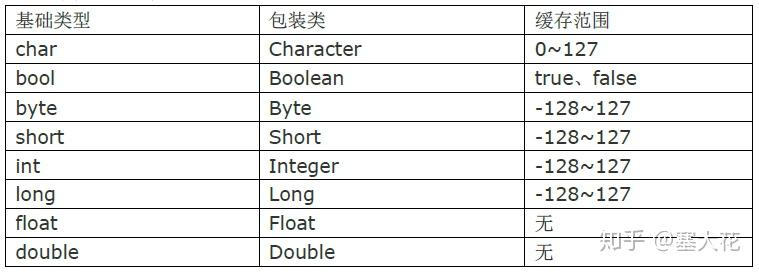 基础类型 包装类 缓存范围
char Character 0~127
bool Boolean true、false
byte Byte -128~127
short Short -128~127
int Integer -128~127
long Long -128~127
float Float 无
double Double 无
知乎 @塞大花